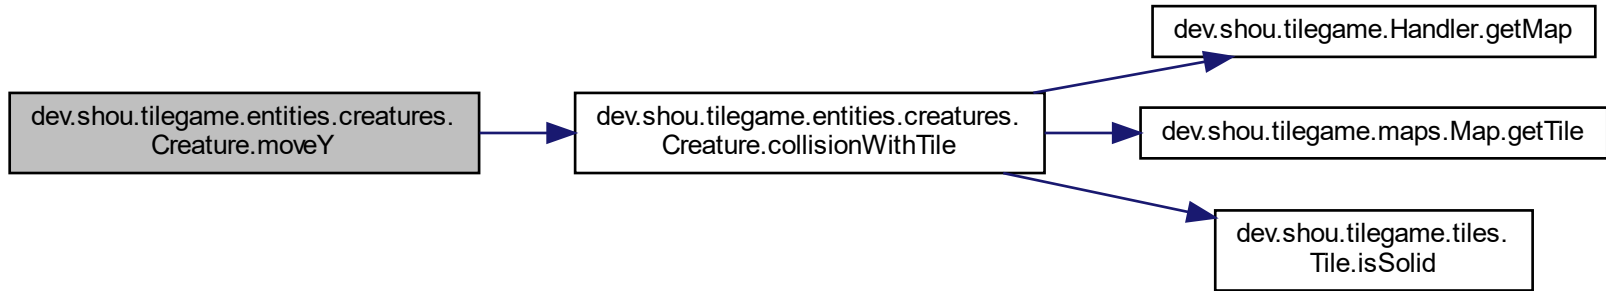 dev.shou.tilegame.entities.creatures.
Creature.moveY
dev.shou.tilegame.entities.creatures.
Creature.collisionWithTile
dev.shou.tilegame.Handler.getMap
dev.shou.tilegame.maps.Map.getTile
dev.shou.tilegame.tiles.
Tile.isSolid